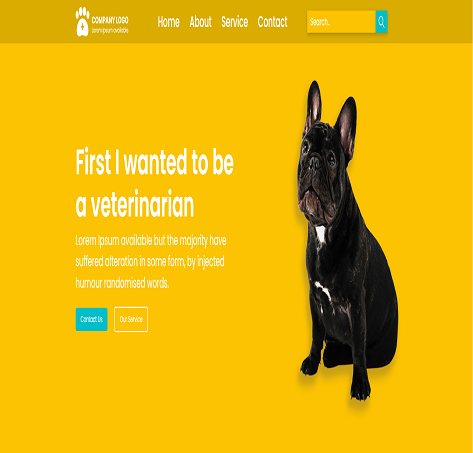 COMPANY LOGO
Lorem ipsum available
Home About Service Contact
Search..
First I wanted to be
a veterinarian
Lorem Ipsum available but the majority have
suffered alteration in some form, by injected
humour randomised words.
Contact Us
Our Service